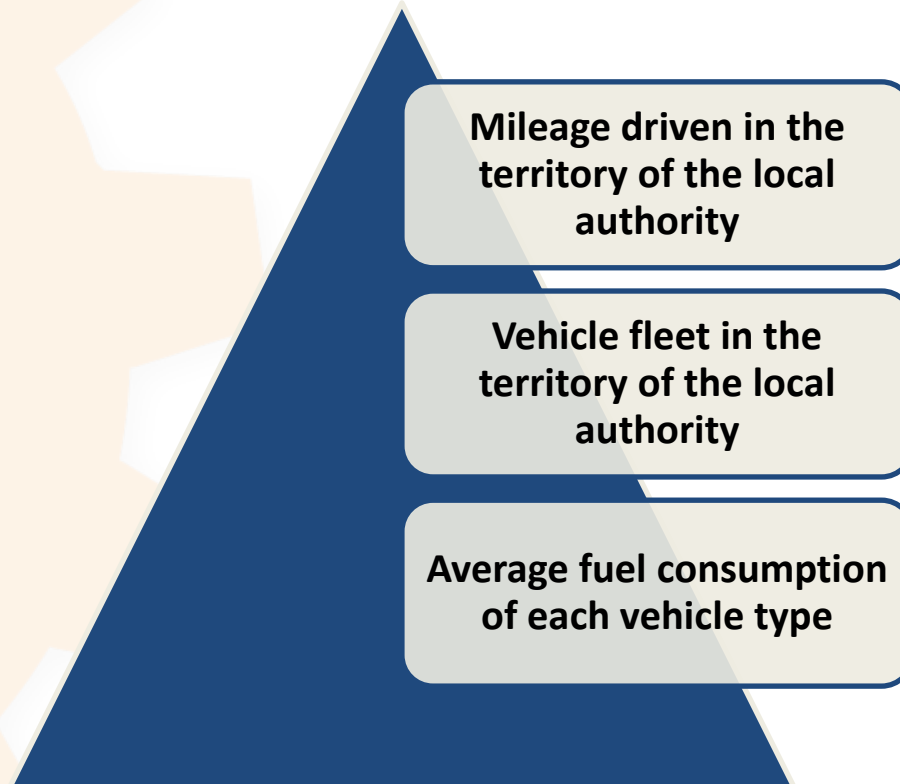 Mileage driven in the
territory of the local
authority
Vehicle fleet in the
territory of the local
authority
Average fuel consumption
of each vehicle type